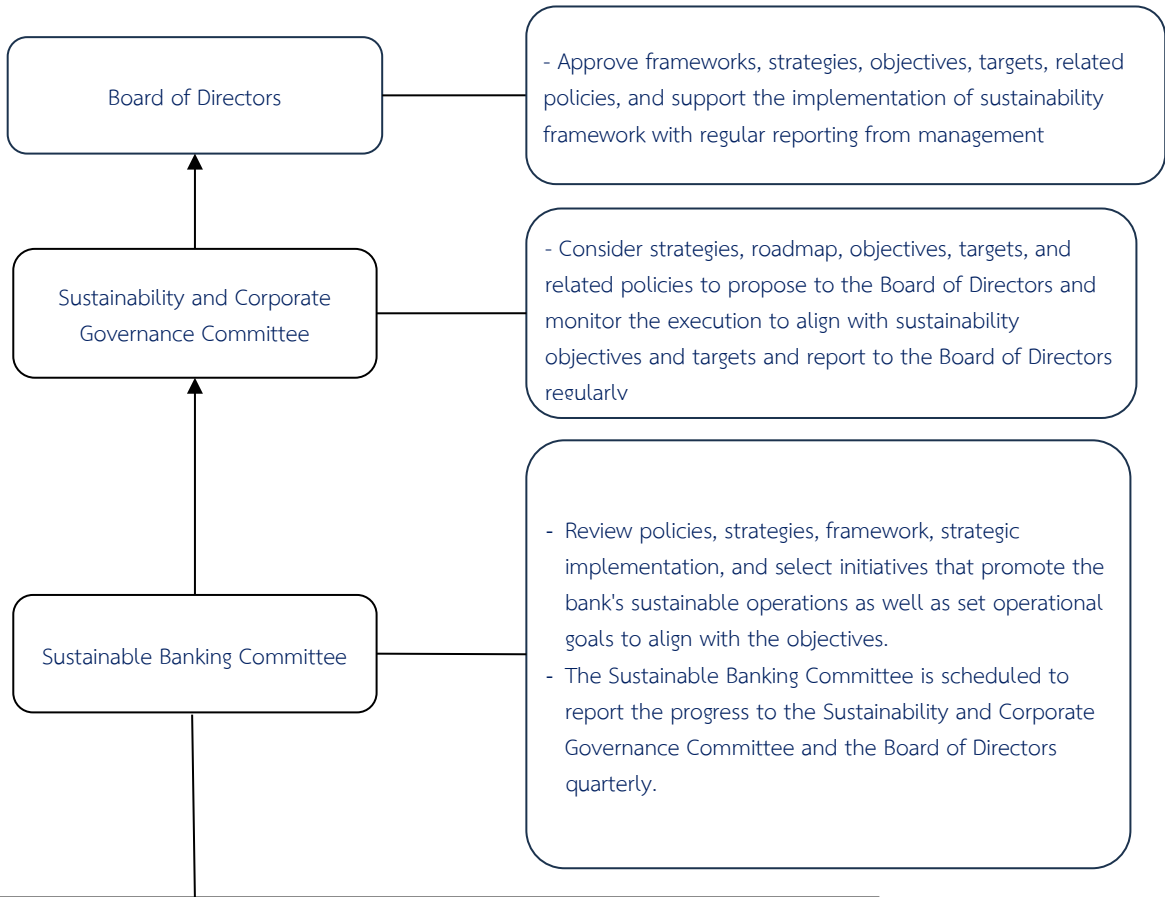 Board of Directors
- Approve frameworks, strategies, objectives, targets, related
policies, and support the implementation of sustainability
framework with regular reporting from management
Sustainability and Corporate
Governance Committee
- Consider strategies, roadmap, objectives, targets, and
related policies to propose to the Board of Directors and
monitor the execution to align with sustainability
objectives and targets and report to the Board of Directors
regularly
Sustainable Banking Committee
- Review policies, strategies, framework, strategic
implementation, and select initiatives that promote the
bank's sustainable operations as well as set operational
goals to align with the objectives.
- The Sustainable Banking Committee is scheduled to
report the progress to the Sustainability and Corporate
Governance Committee and the Board of Directors
quarterly.